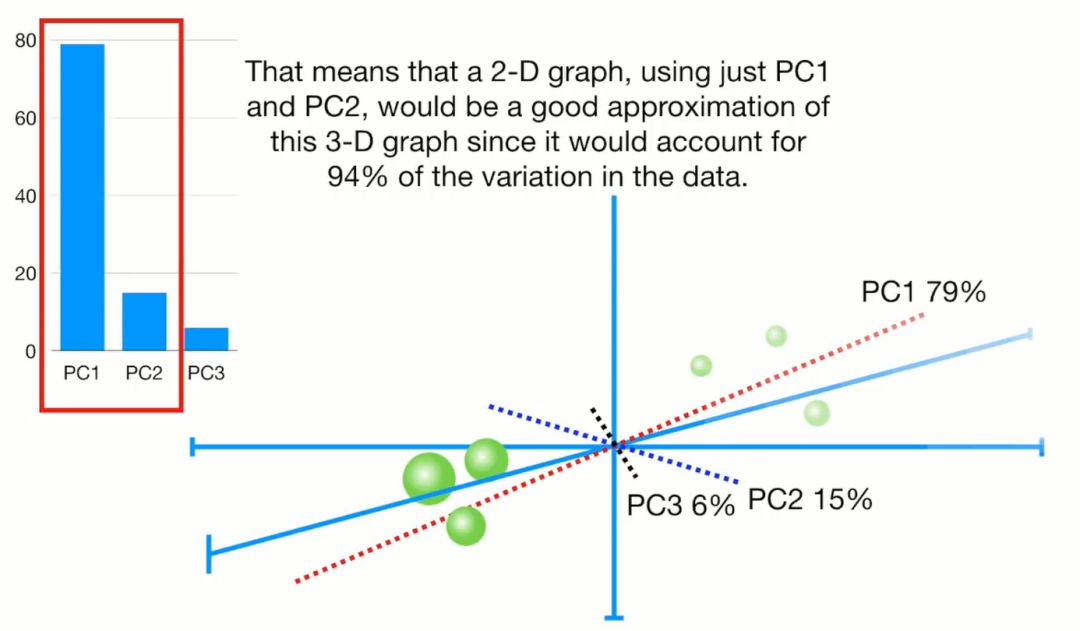 80
60
40
20
0
PC1 PC2 PC3
That means that a 2-D graph, using just PC1
and PC2, would be a good approximation of
this 3-D graph since it would account for
94% of the variation in the data.
PC1 79%
PC3 6% PC2 15%